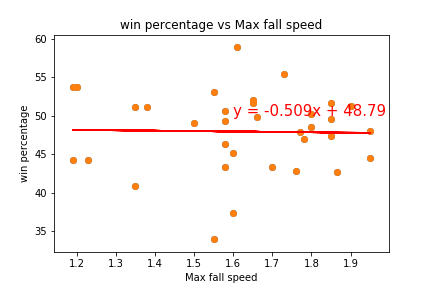 win percentage vs Max fall speed
60
55
50
45
40
35
win percentage
y = -0.509x + 48.79
1.2 1.3 1.4 1.5 1.6 1.7 1.8 1.9
Max fall speed